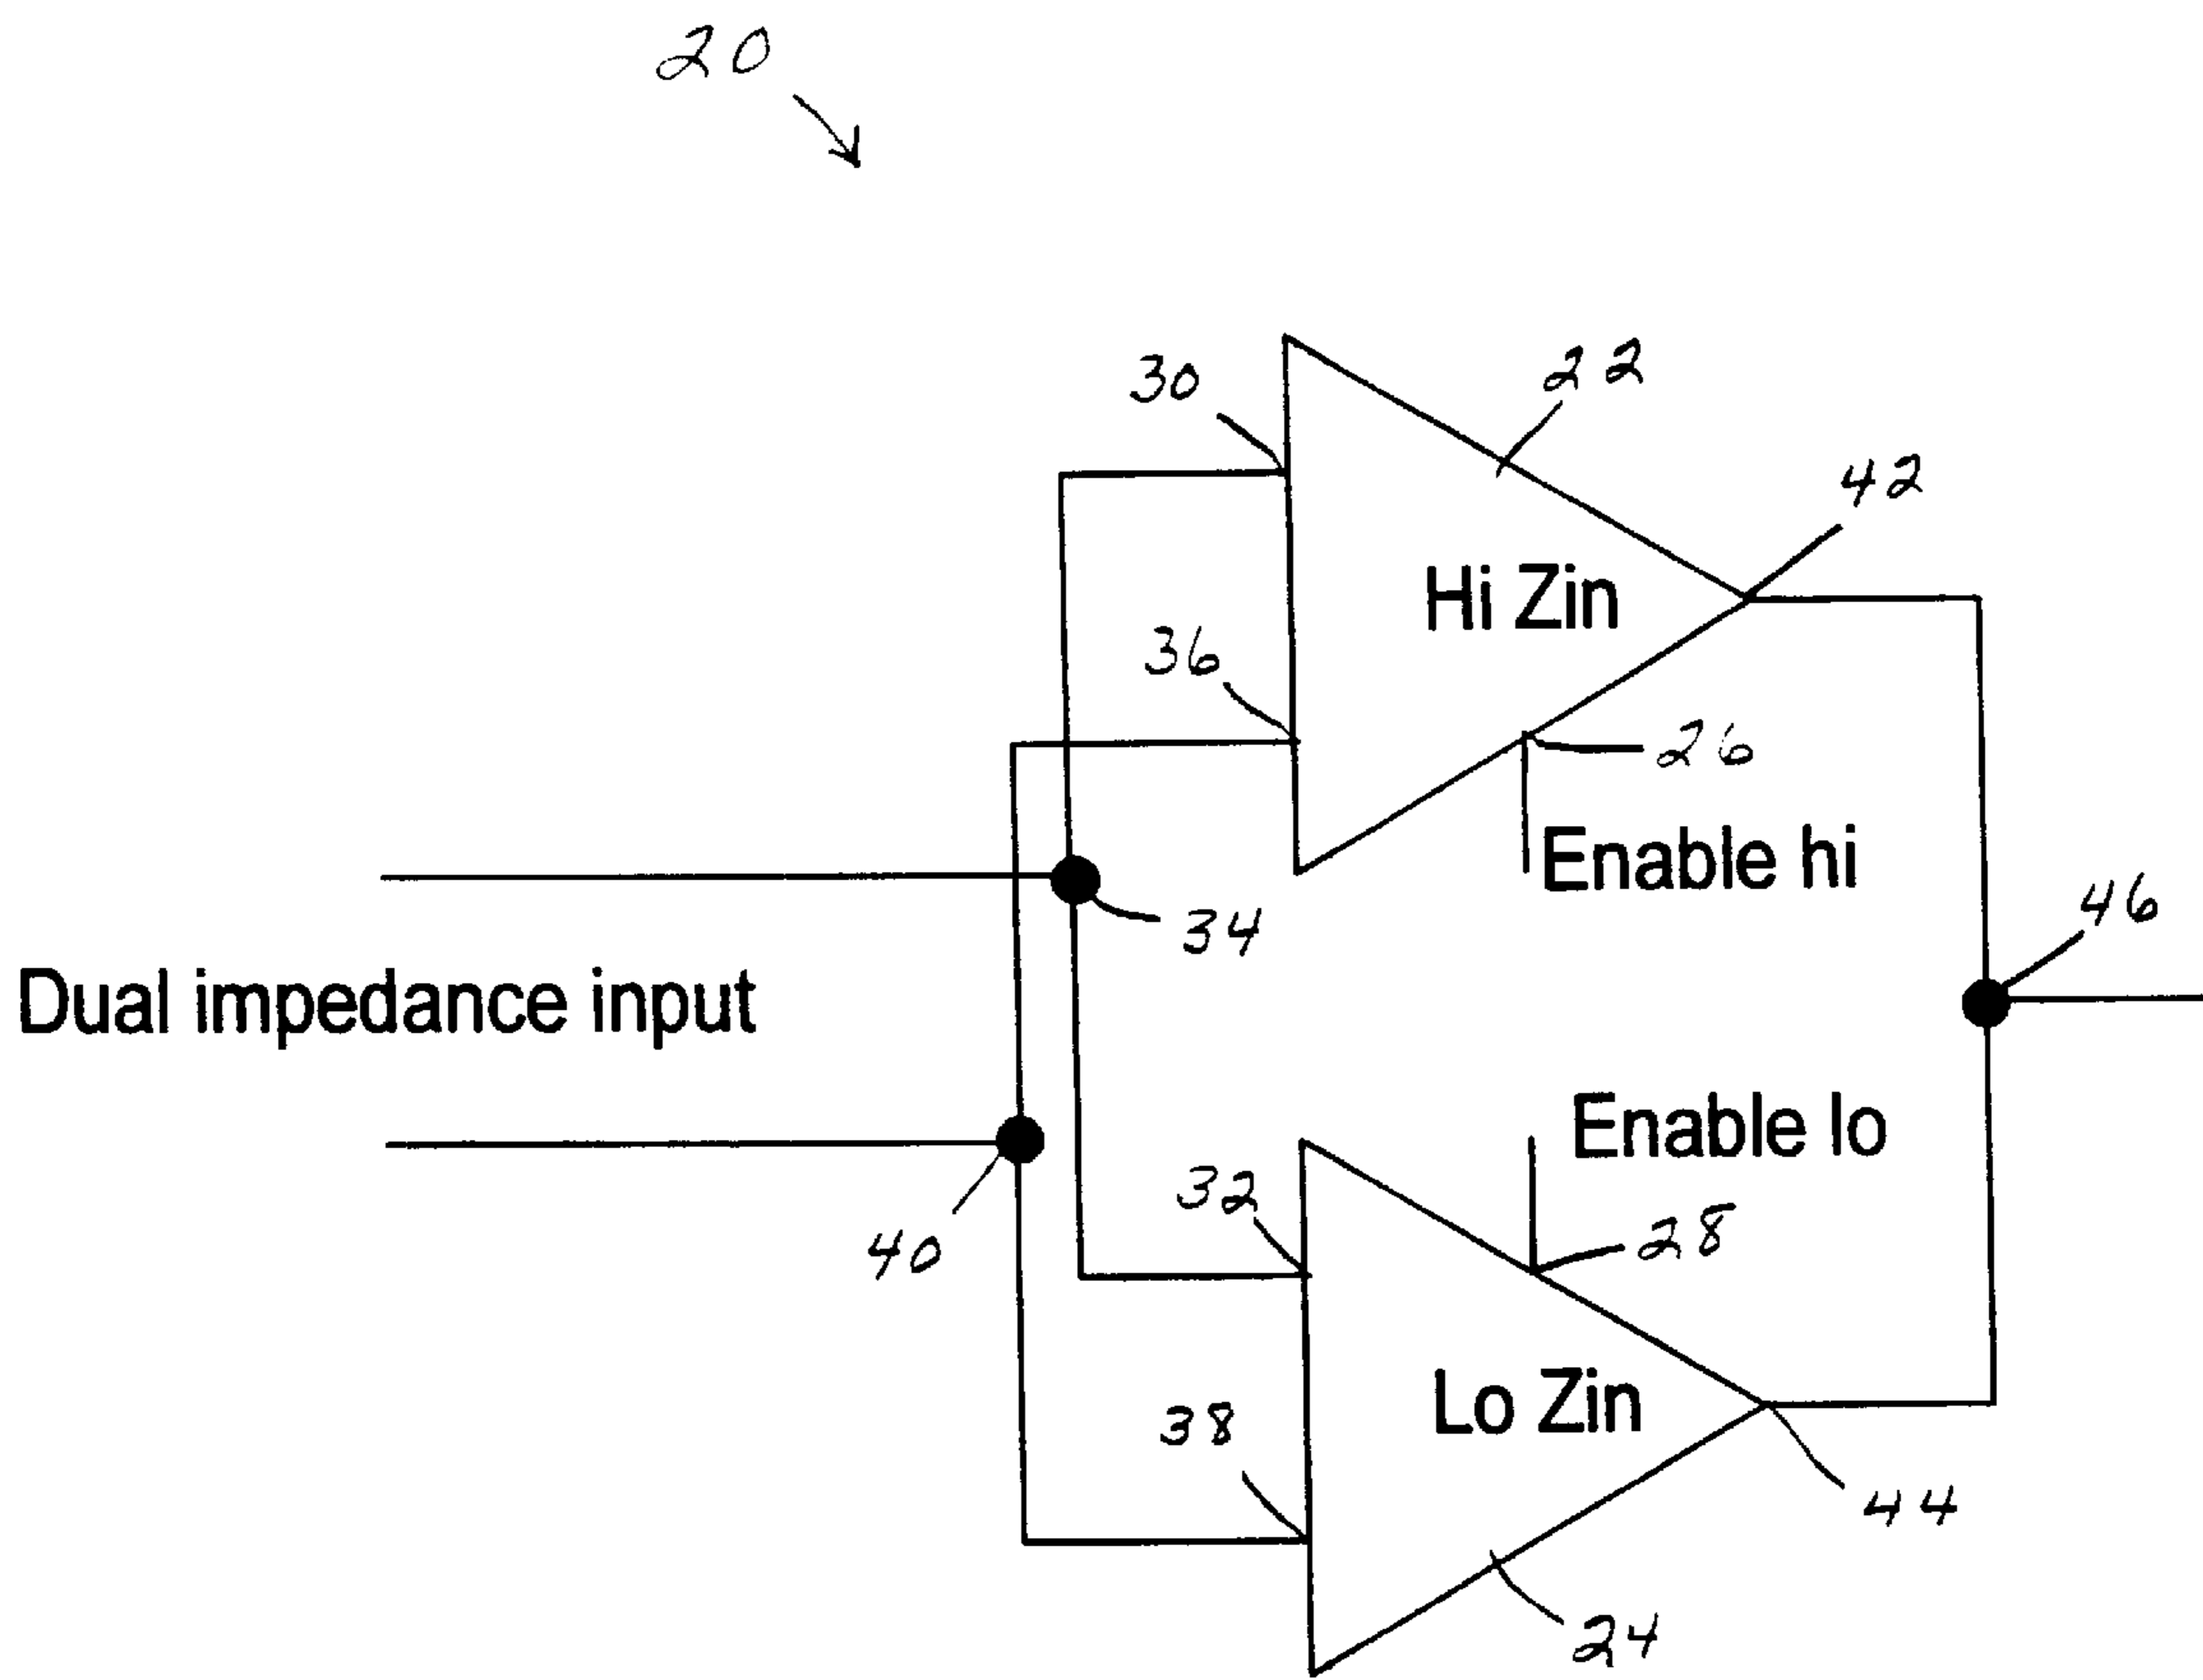 20
22
30
42
Hi Zin
36
26
Enable hi
46
34
Dual impedance input
Enable lo
32
28
40
Lo Zin
38
44
24